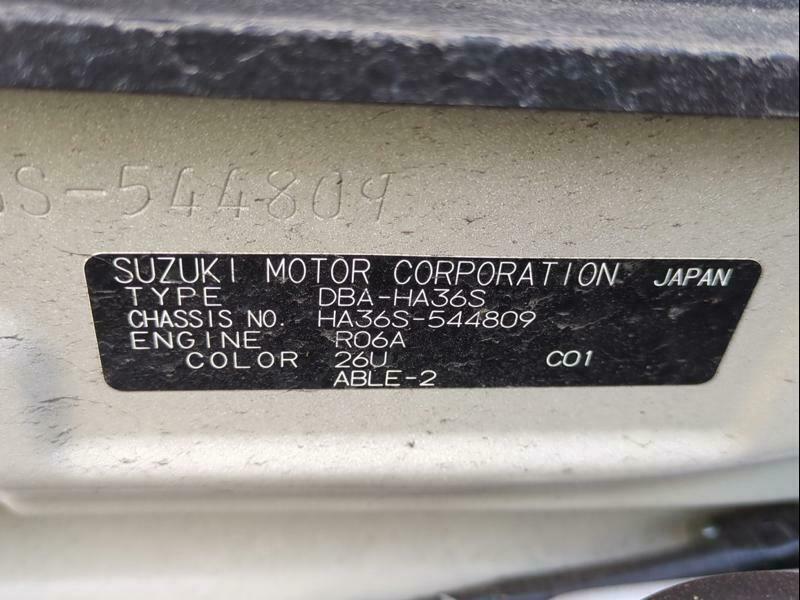 S-544809
SUZUKI MOTOR CORPORATION JAPAN
TYPE DBA-HA36S
CHASSIS NO. HA36S-544809
ENGINE R06A
COLOR 26U C01
ABLE-2